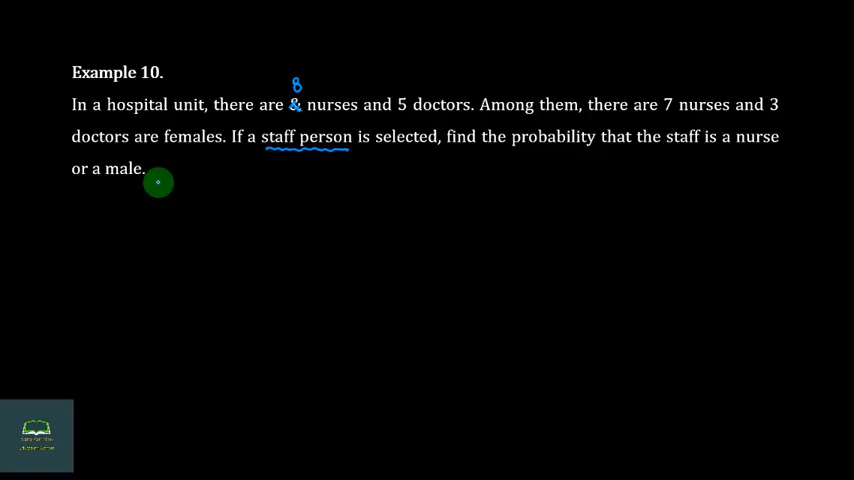 Example 10.
8
In a hospital unit, there are & nurses and 5 doctors. Among them, there are 7 nurses and 3
doctors are females. If a staff person is selected, find the probability that the staff is a nurse
or a male.